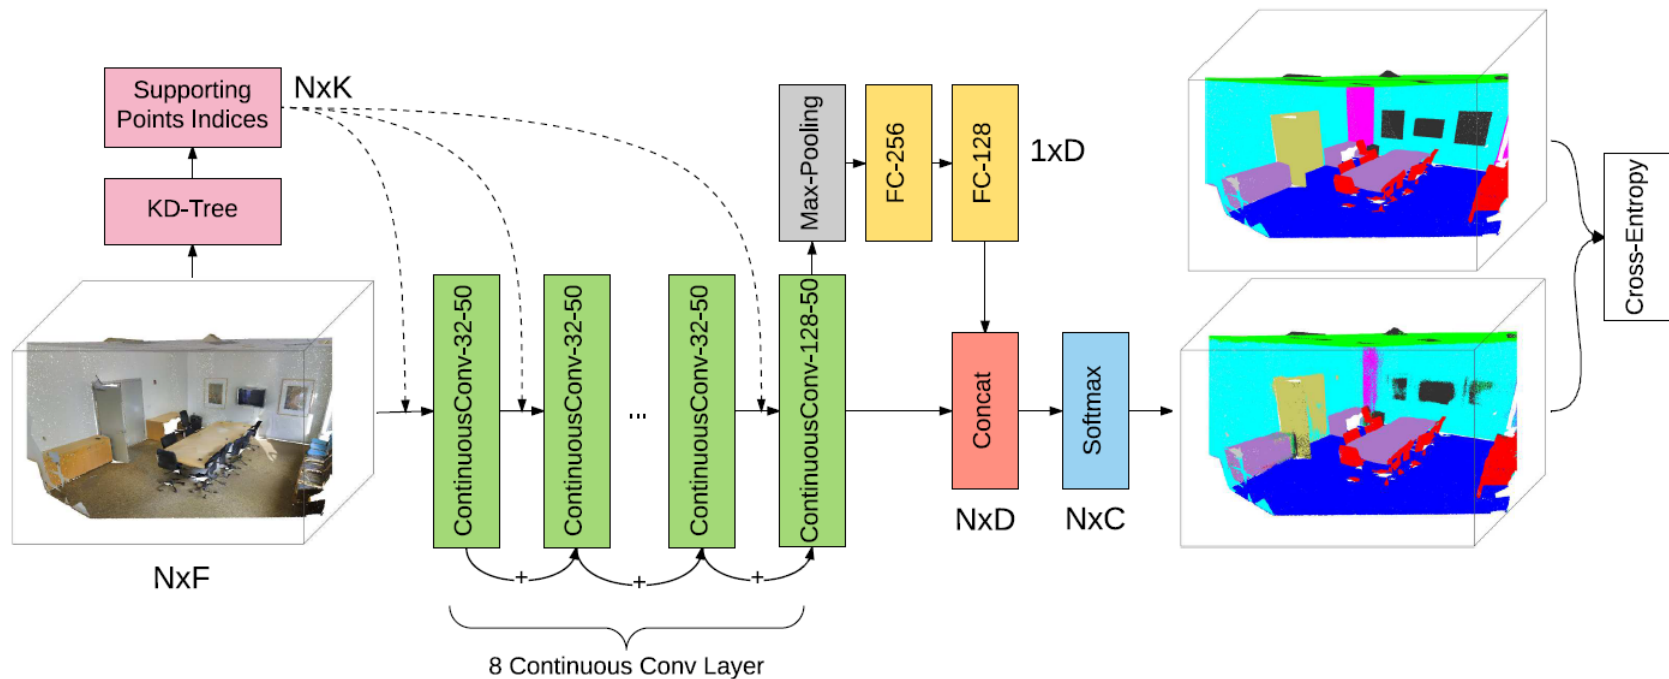 Supporting
Points Indices
NxK
KD-Tree
NxF
ContinuousConv-32-50
ContinuousConv-32-50
...
ContinuousConv-32-50
ContinuousConv-128-50
+
+
+
8 Continuous Conv Layer
Max-Pooling
FC-256
FC-128
1xD
Concat
NxD
Softmax
NxC
Cross-Entropy